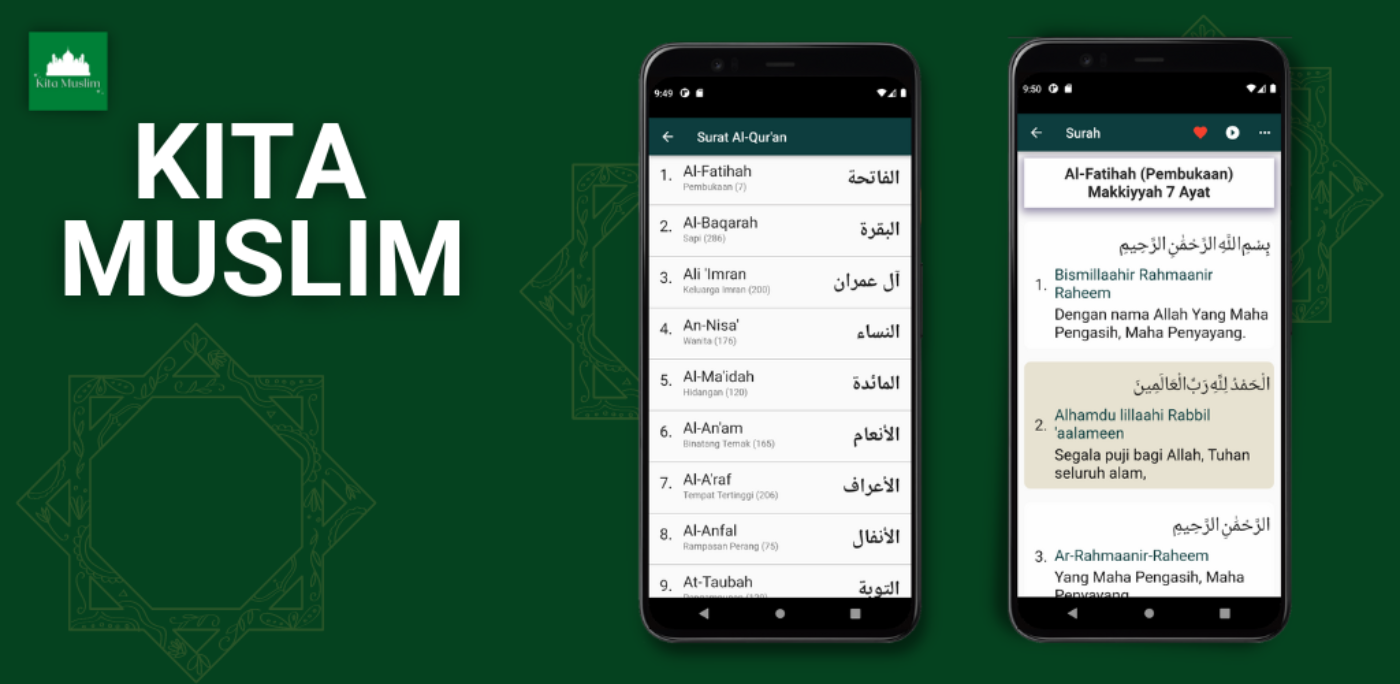 Kita Muslim
KITA
MUSLIM
9:49
Surat Al-Qur'an
1. Al-Fatihah الفاتحة
Pembukaan (7)
2. Al-Baqarah البقرة
Sapi (286)
3. Ali 'Imran آل عمران
Keluarga Imran (200)
4. An-Nisa' النساء
Wanita (176)
5. Al-Ma'idah المائدة
Hidangan (120)
6. Al-An'am الأنعام
Binatang Ternak (165)
7. Al-A'raf الأعراف
Tempat Tertinggi (206)
8. Al-Anfal الأنفال
Rampasan Perang (75)
9. At-Taubah التوبة
9:50
Surah
Al-Fatihah (Pembukaan)
Makkiyyah 7 Ayat
بِسْمِ اللَّهِ الرَّحْمَٰنِ الرَّحِيمِ
1. Bismillaahir Rahmaanir
Raheem
Dengan nama Allah Yang Maha
Pengasih, Maha Penyayang.
الْحَمْدُ لِلَّهِ رَبِّ الْعَالَمِينَ
2. Alhamdu lillaahi Rabbil
'aalameen
Segala puji bagi Allah, Tuhan
seluruh alam,
الرَّحْمَٰنِ الرَّحِيمِ
3. Ar-Rahmaanir-Raheem
Yang Maha Pengasih, Maha
Penyayang